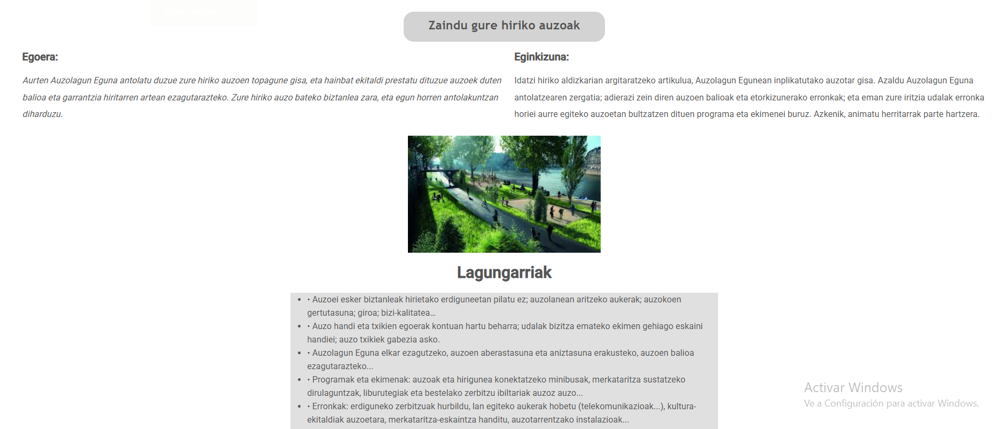 Zaindu gure hiriko auzoak
Egoera:
Aurten Auzolagun Eguna antolatu duzue zure hiriko auzoen topagune gisa, eta hainbat ekitaldi prestatu dituzue auzoek duten
balioa eta garrantzia hiritarren artean ezagutarazteko. Zure hiriko auzo bateko biztanlea zara, eta egun horren antolakuntzan
diharduzu.
Eginkizuna:
Idatzi hiriko aldizkarian argitaratzeko artikulua, Auzolagun Egunean inplikatutako auzotar gisa. Azaldu Auzolagun Eguna
antolatzearen zergatia; adierazi zein diren auzoen balioak eta etorkizunerako erronkak; eta eman zure iritzia udalak erronka
horiei aurre egiteko auzoetan bultzatzen dituen programa eta ekimenei buruz. Azkenik, animatu herritarrak parte hartzera.
Lagungarriak
• • Auzoei esker biztanleak hirietako erdiguneetan pilatu ez; auzolanean aritzeko aukerak; auzokoen
gertutasuna; giroa; bizi-kalitatea...
• • Auzo handi eta txikien egoerak kontuan hartu beharra; udalak bizitza emateko ekimen gehiago eskaini
handiei; auzo txikiek gabezia asko.
• • Auzolagun Eguna elkar ezagutzeko, auzoen aberastasuna eta aniztasuna erakusteko, auzoen balioa
ezagutarazteko...
• • Programak eta ekimenak: auzoak eta hirigunea konektatzeko minibusak, merkataritza sustatzeko
dirulaguntzak, liburutegiak eta bestelako zerbitzu ibiltariak auzoz auzo...
• • Erronkak: erdiguneko zerbitzuak hurbildu, lan egiteko aukerak hobetu (telekomunikazioak...), kultura-
ekitaldiak auzoetara, merkataritza-eskaintza handitu, auzotarrentzako instalazioak...
Activar Windows
Ve a Configuración para activar Windows.